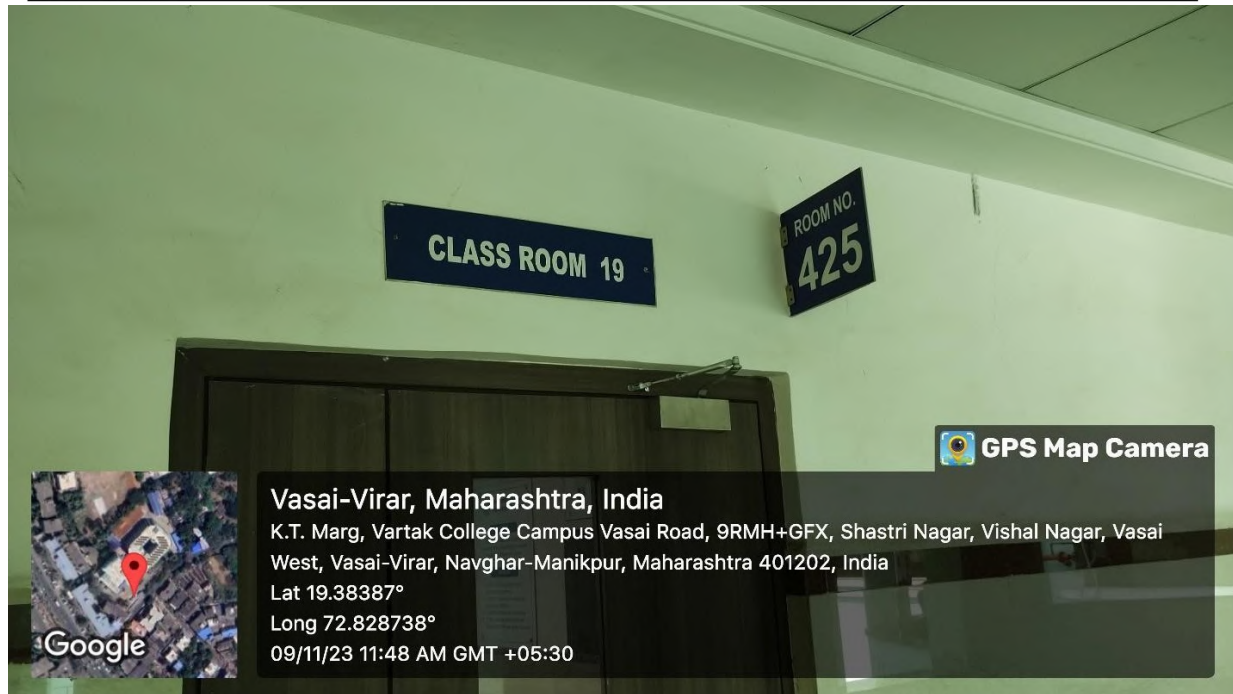 CLASS ROOM 19
ROOM NO.
425
GPS Map Camera
Vasai-Virar, Maharashtra, India
K.T. Marg, Vartak College Campus Vasai Road, 9RMH+GFX, Shastri Nagar, Vishal Nagar, Vasai
West, Vasai-Virar, Navghar-Manikpur, Maharashtra 401202, India
Lat 19.38387°
Long 72.828738°
09/11/23 11:48 AM GMT +05:30
Google